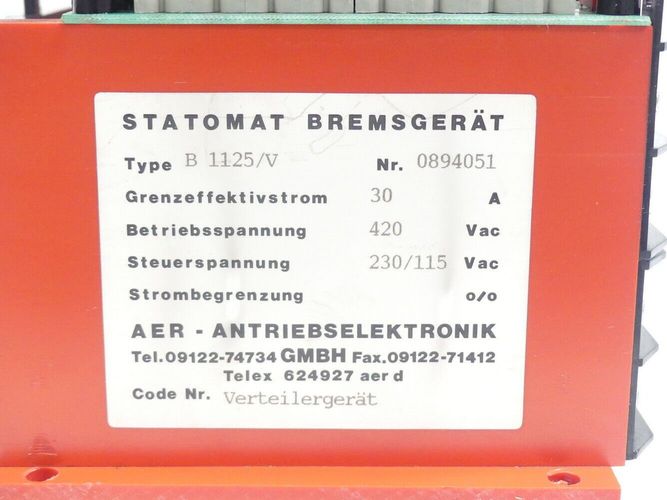 STATOMAT BREMSGERÄT
Type B 1125/V Nr. 0894051
Grenzeffektivstrom 30 A
Betriebsspannung 420 Vac
Steuerspannung 230/115 Vac
Strombegrenzung o/o
AER - ANTRIEBSELEKTRONIK
Tel.09122-74734 GMBH Fax.09122-71412
Telex 624927 aer d
Code Nr. Verteilergerät